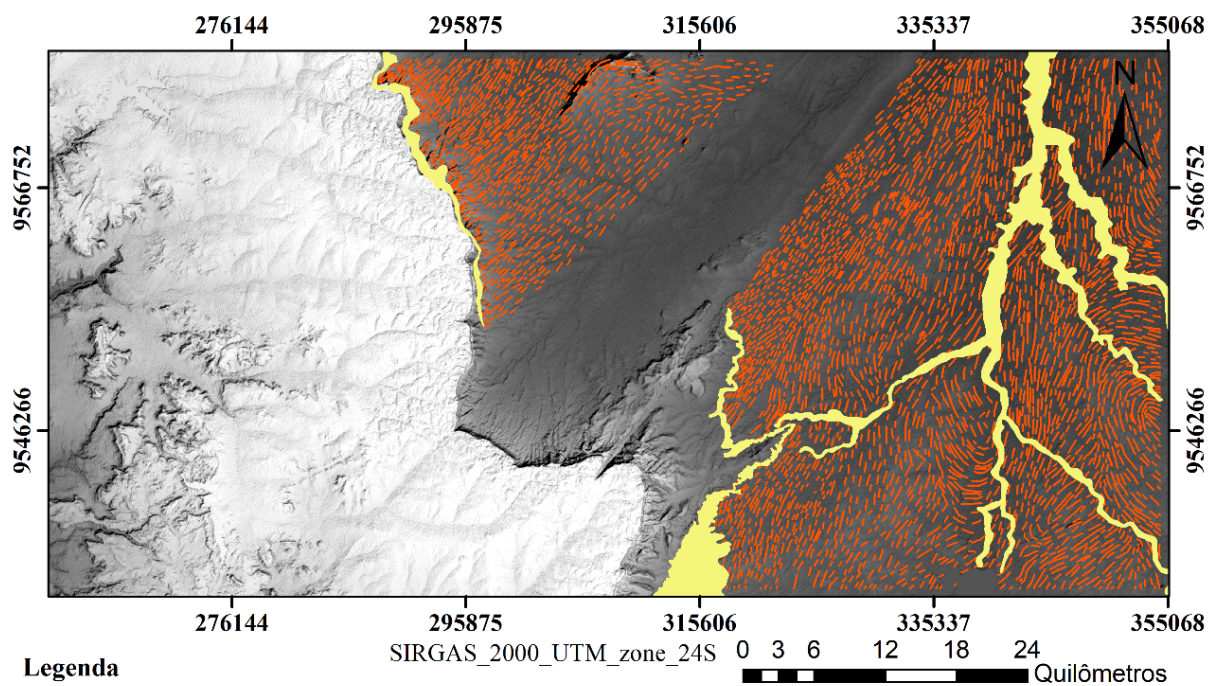 276144 295875 315606 335337 355068
N
9566752 9566752
9546266 9546266
276144 295875 315606 335337 355068
SIRGAS_2000_UTM_zone_24S 0 3 6 12 18 24
Legenda Quilômetros